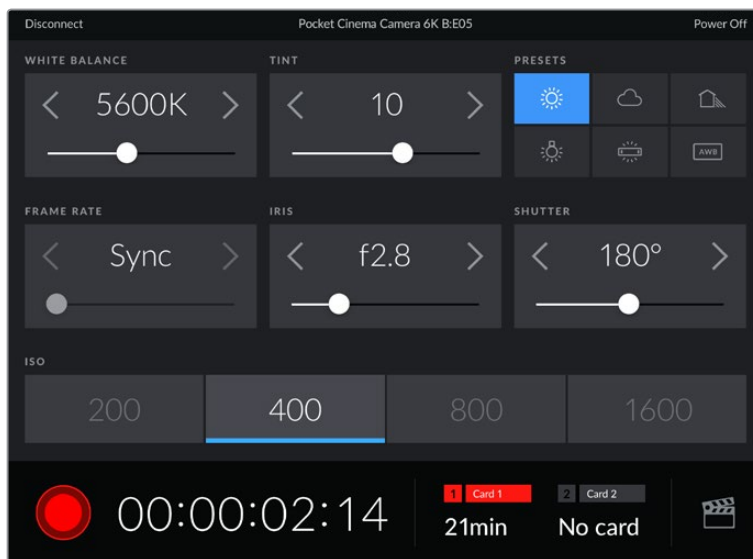 Disconnect
Pocket Cinema Camera 6K B:E05
Power Off
WHITE BALANCE
TINT
PRESETS
5600K
10
AWB
FRAME RATE
IRIS
SHUTTER
Sync
f2.8
180°
ISO
200
400
800
1600
00:00:02:14
1 Card 1
2 Card 2
21min
No card